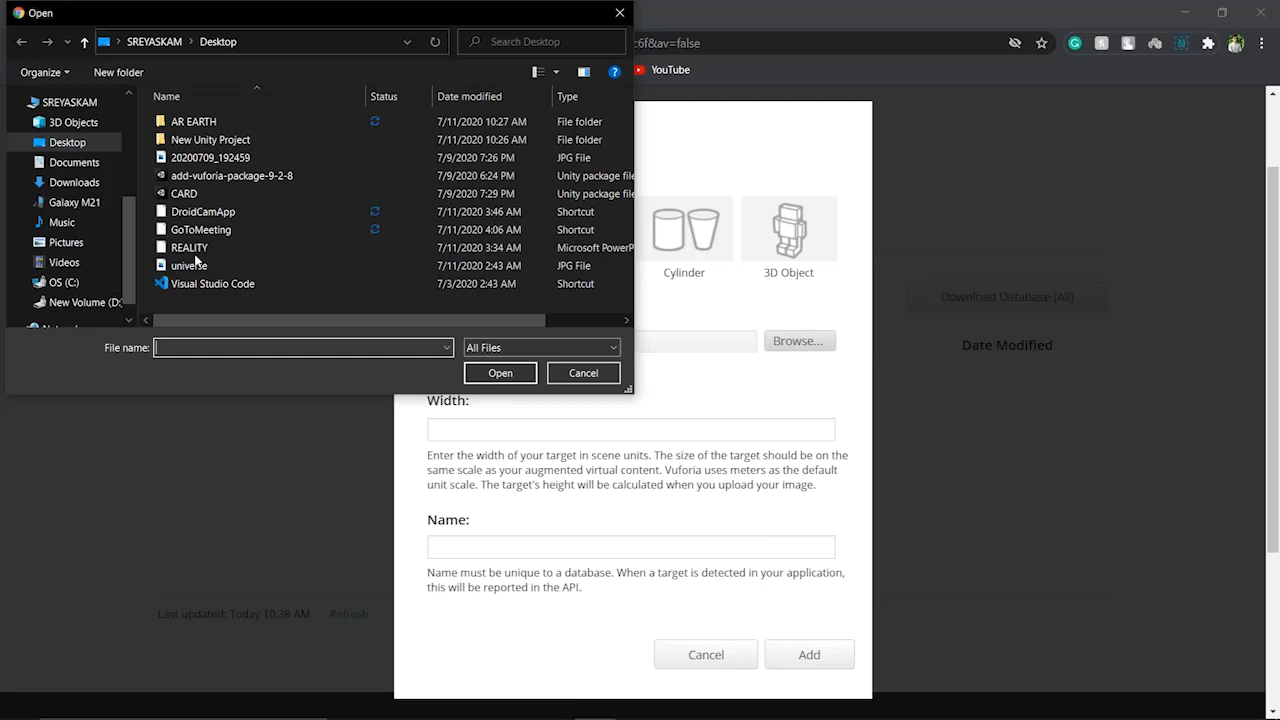 Open
SREYASKAM
Desktop
Search Desktop
c6f&av=false
Organize
New folder
YouTube
Name
Status
Date modified
Type
SREYASKAM
3D Objects
Desktop
Documents
Downloads
Galaxy M21
Music
Pictures
Videos
OS (C:)
New Volume (D:
AR EARTH 7/11/2020 10:27 AM File folder
New Unity Project 7/11/2020 10:26 AM File folder
20200709_192459 7/9/2020 7:26 PM JPG File
add-vuforia-package-9-2-8 7/9/2020 6:24 PM Unity package file
CARD 7/9/2020 7:29 PM Unity package file
DroidCamApp 7/11/2020 3:46 AM Shortcut
GoToMeeting 7/11/2020 4:06 AM Shortcut
REALITY 7/11/2020 3:34 AM Microsoft PowerP
universe 7/11/2020 2:43 AM JPG File
Visual Studio Code 7/3/2020 2:43 AM Shortcut
File name:
All Files
Open
Cancel
Cylinder
3D Object
Download Database (All)
Browse...
Date Modified
Width:
Enter the width of your target in scene units. The size of the target should be on the
same scale as your augmented virtual content. Vuforia uses meters as the default
unit scale. The target's height will be calculated when you upload your image.
Name:
Name must be unique to a database. When a target is detected in your application,
this will be reported in the API.
Last updated: Today 10:38 AM
Refresh
Cancel
Add